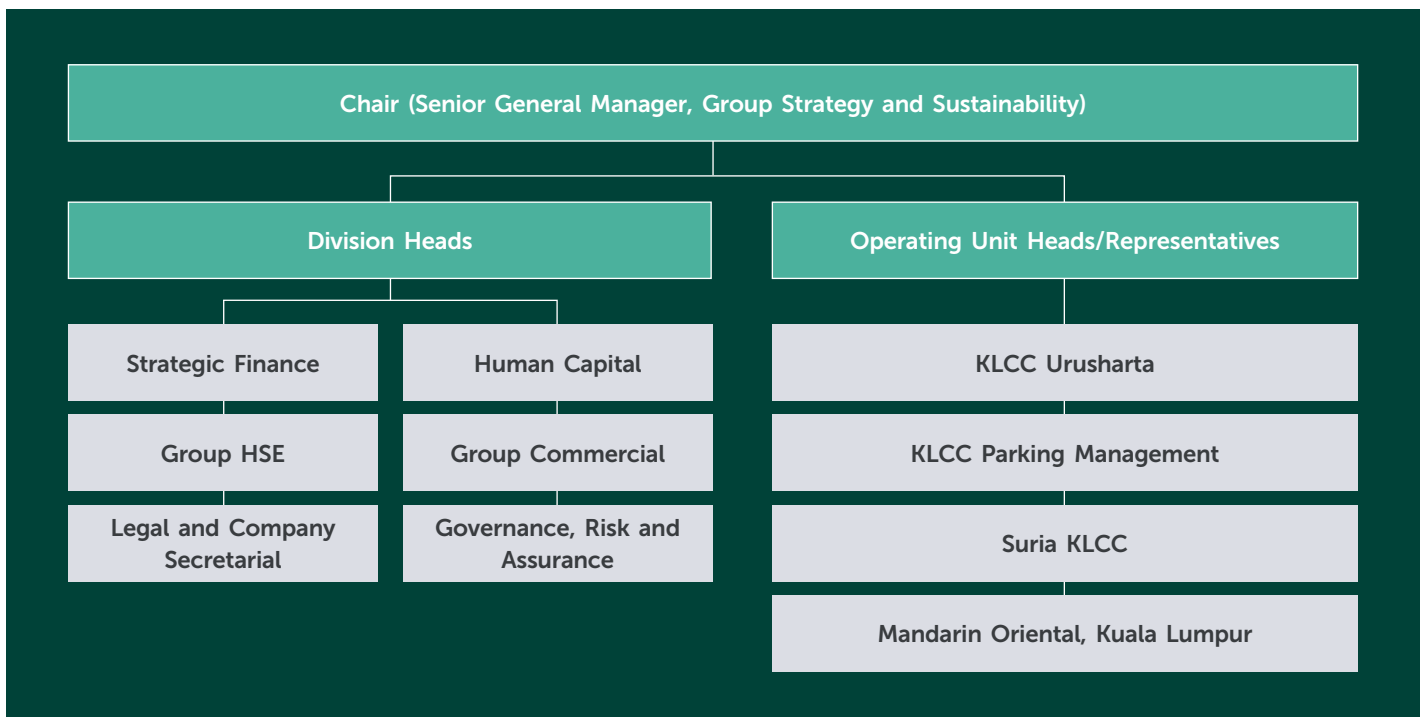 Chair (Senior General Manager, Group Strategy and Sustainability)
Division Heads
Operating Unit Heads/Representatives
Strategic Finance
Human Capital
KLCC Urusharta
Group HSE
Group Commercial
KLCC Parking Management
Legal and Company
Secretarial
Governance, Risk and
Assurance
Suria KLCC
Mandarin Oriental, Kuala Lumpur